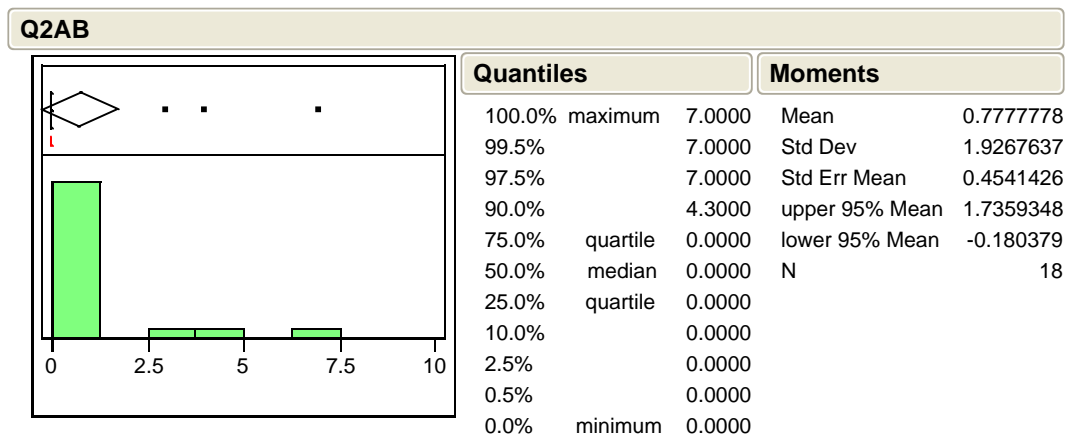 Q2AB
0 2.5 5 7.5 10
Quantiles
100.0% maximum 7.0000
99.5% 7.0000
97.5% 7.0000
90.0% 4.3000
75.0% quartile 0.0000
50.0% median 0.0000
25.0% quartile 0.0000
10.0% 0.0000
2.5% 0.0000
0.5% 0.0000
0.0% minimum 0.0000
Moments
Mean 0.7777778
Std Dev 1.9267637
Std Err Mean 0.4541426
upper 95% Mean 1.7359348
lower 95% Mean -0.180379
N 18